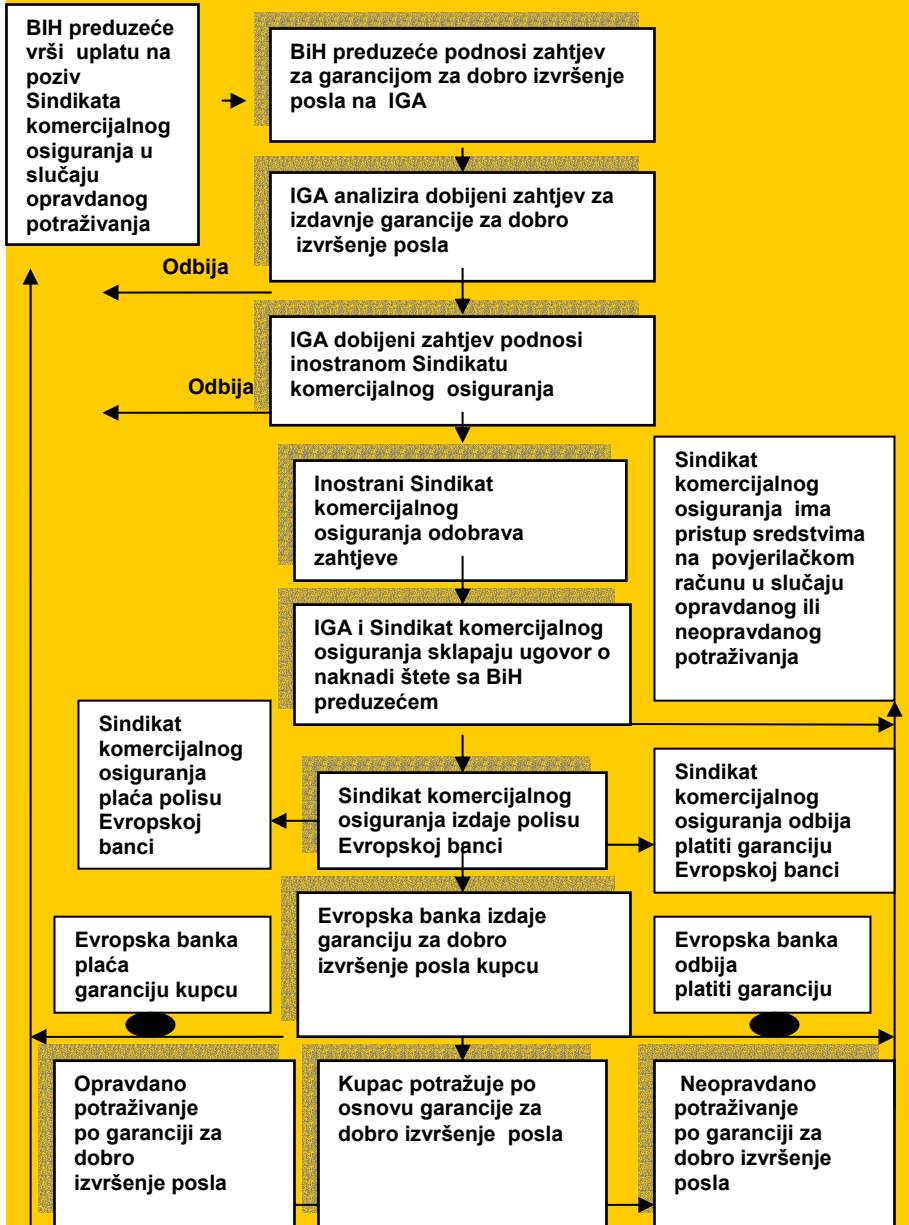 BIH preduzeće
vrši uplatu na
poziv
Sindikata
komercijalnog
osiguranja u
slučaju
opravdanog
potraživanja
BiH preduzeće podnosi zahtjev
za garancijom za dobro izvršenje
posla na IGA
IGA analizira dobijeni zahtjev za
izdavnje garancije za dobro
izvršenje posla
Odbija
IGA dobijeni zahtjev podnosi
inostranom Sindikatu
komercijalnog osiguranja
Odbija
Inostrani Sindikat
komercijalnog
osiguranja odobrava
zahtjeve
Sindikat
komercijalnog
osiguranja ima
pristup sredstvima
na povjerilačkom
računu u slučaju
opravdanog ili
neopravdanog
potraživanja
IGA i Sindikat komercijalnog
osiguranja sklapaju ugovor o
naknadi štete sa BiH
preduzećem
Sindikat
komercijalnog
osiguranja
plaća polisu
Evropskoj
banci
Sindikat komercijalnog
osiguranja izdaje polisu
Evropskoj banci
Sindikat
komercijalnog
osiguranja odbija
platiti garanciju
Evropskoj banci
Evropska banka izdaje
garanciju za dobro
izvršenje posla kupcu
Evropska banka
plaća
garanciju kupcu
Evropska banka
odbija
platiti garanciju
Opravdano
potraživanje
po garanciji za
dobro
izvršenje posla
Kupac potražuje po
osnovu garancije za
dobro izvršenje posla
Neopravdano
potraživanje
po garanciji za
dobro izvršenje
posla